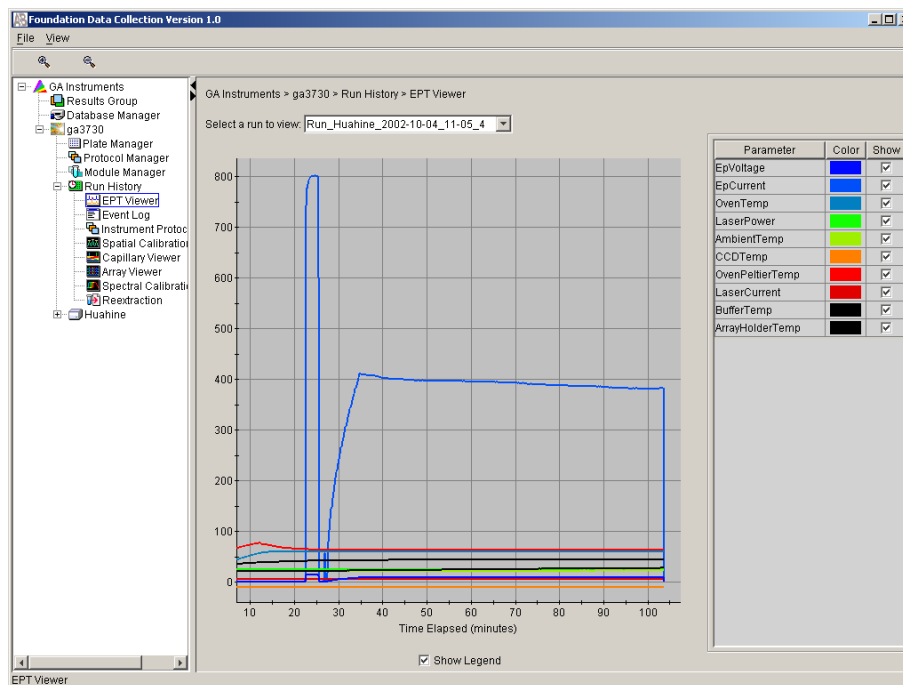 Foundation Data Collection Version 1.0
File View
GA Instruments
Results Group
Database Manager
ga3730
Plate Manager
Protocol Manager
Module Manager
Run History
EPT Viewer
Event Log
Instrument Protoc
Spatial Calibratio
Capillary Viewer
Array Viewer
Spectral Calibrati
Reextraction
Huahine
GA Instruments > ga3730 > Run History > EPT Viewer
Select a run to view: Run_Huahine_2002-10-04_11-05_4
800
700
600
500
400
300
200
100
0
10 20 30 40 50 60 70 80 90 100
Time Elapsed (minutes)
Show Legend
Parameter Color Show
EpVoltage
EpCurrent
OvenTemp
LaserPower
AmbientTemp
CCDTemp
OvenPeltierTemp
LaserCurrent
BufferTemp
ArrayHolderTemp
EPT Viewer